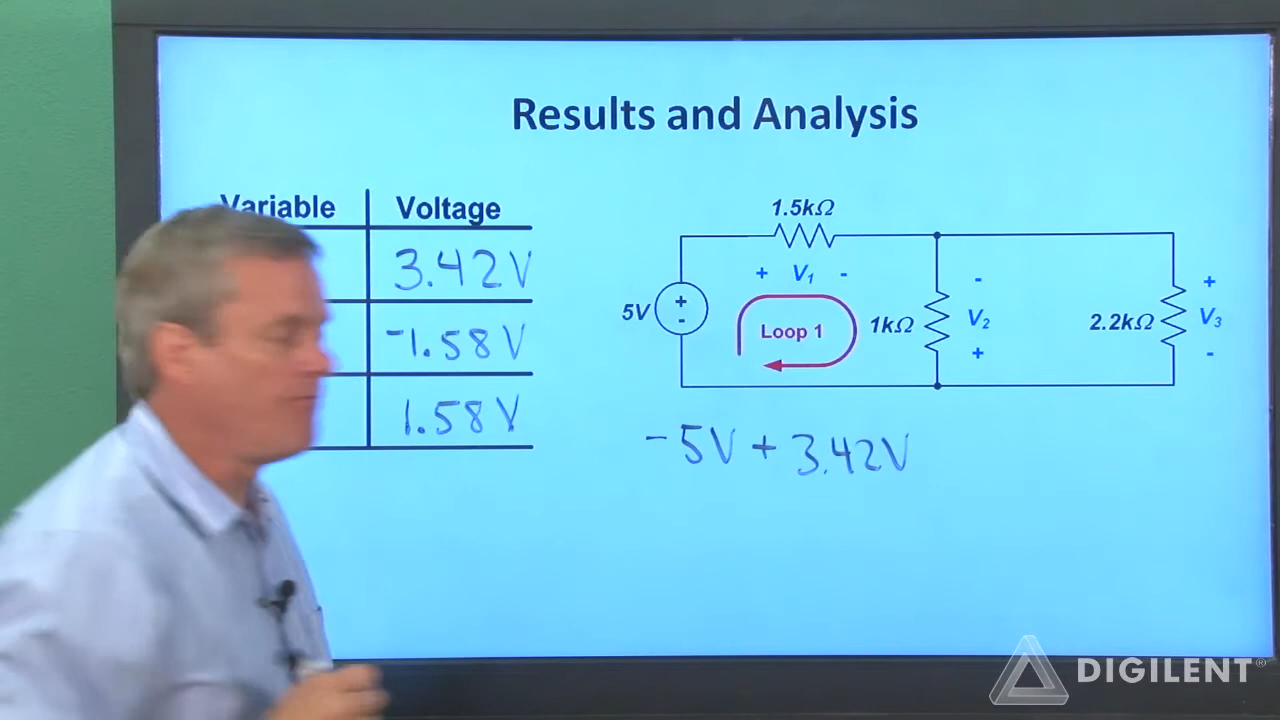 Results and Analysis
Variable Voltage
3.42V
-1.58V
1.58V
1.5kΩ
+ V₁ -
5V
+
-
Loop 1
1kΩ
-
V₂
+
2.2kΩ
+
V₃
-
-5V + 3.42V
DIGILENT®